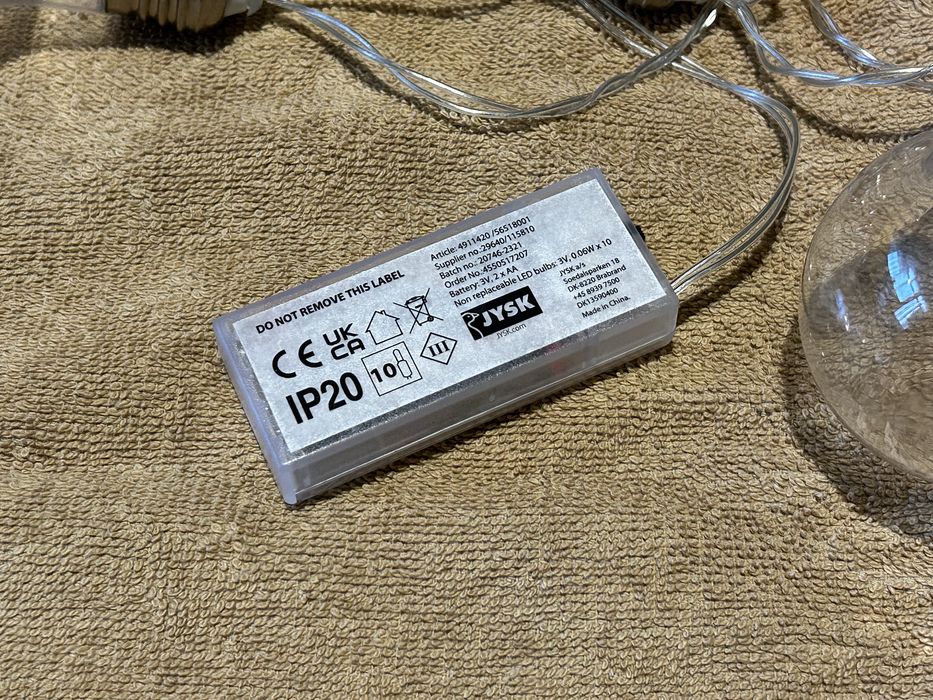 DO NOT REMOVE THIS LABEL
CE
UK
CA
IP20
10
III
Article: 4911420 /56518001
Supplier no.:29640/115810
Batch no.: 20746-2321
Order No.:4550517207
Battery: 3V, 2 x AA
Non replaceable LED bulbs: 3V, 0.06W x 10
JYSK
JYSK.com
JYSK a/s
Soedalsparken 18
DK-8220 Brabrand
+45 8939 7500
DK13590400
Made in China.